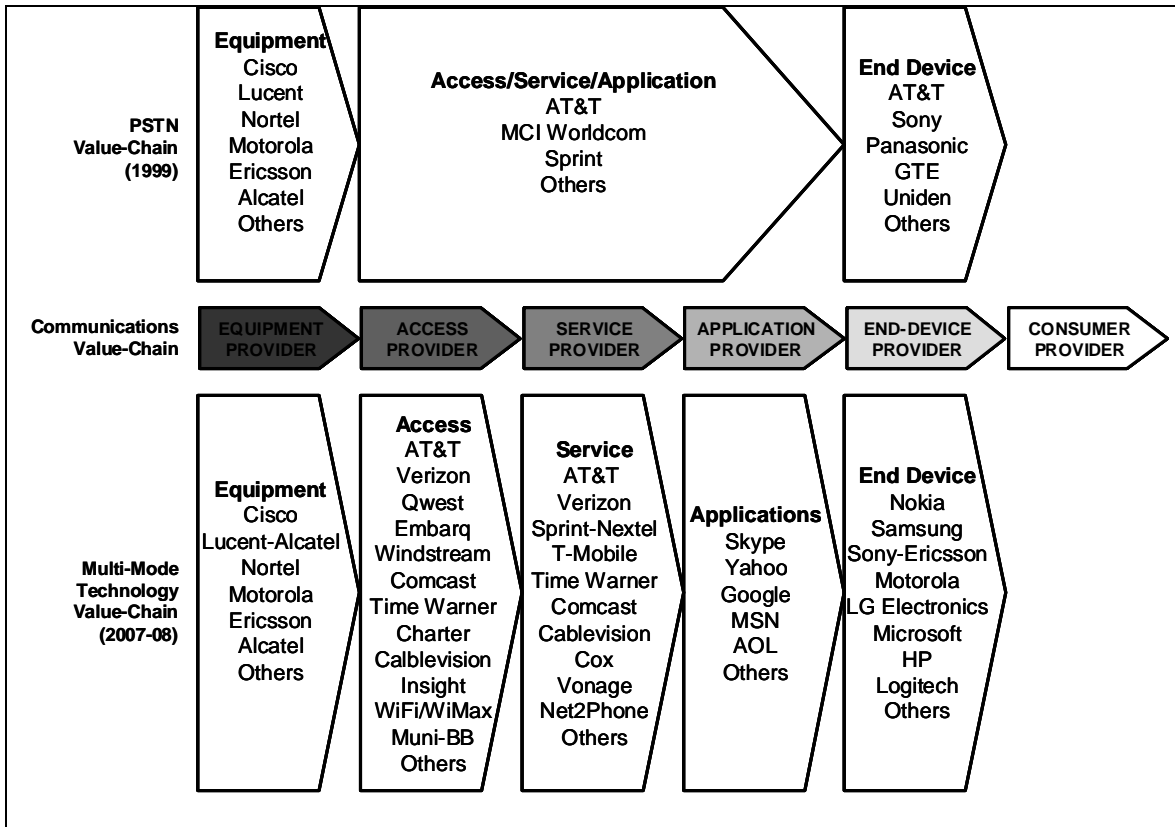 PSTN
Value-Chain
(1999)
Equipment
Cisco
Lucent
Nortel
Motorola
Ericsson
Alcatel
Others
Access/Service/Application
AT&T
MCI Worldcom
Sprint
Others
End Device
AT&T
Sony
Panasonic
GTE
Uniden
Others
Communications
Value-Chain
EQUIPMENT
PROVIDER
ACCESS
PROVIDER
SERVICE
PROVIDER
APPLICATION
PROVIDER
END-DEVICE
PROVIDER
CONSUMER
PROVIDER
Multi-Mode
Technology
Value-Chain
(2007-08)
Equipment
Cisco
Lucent-Alcatel
Nortel
Motorola
Ericsson
Alcatel
Others
Access
AT&T
Verizon
Qwest
Embarq
Windstream
Comcast
Time Warner
Charter
Calblevision
Insight
WiFi/WiMax
Muni-BB
Others
Service
AT&T
Verizon
Sprint-Nextel
T-Mobile
Time Warner
Comcast
Cablevision
Cox
Vonage
Net2Phone
Others
Applications
Skype
Yahoo
Google
MSN
AOL
Others
End Device
Nokia
Samsung
Sony-Ericsson
Motorola
LG Electronics
Microsoft
HP
Logitech
Others